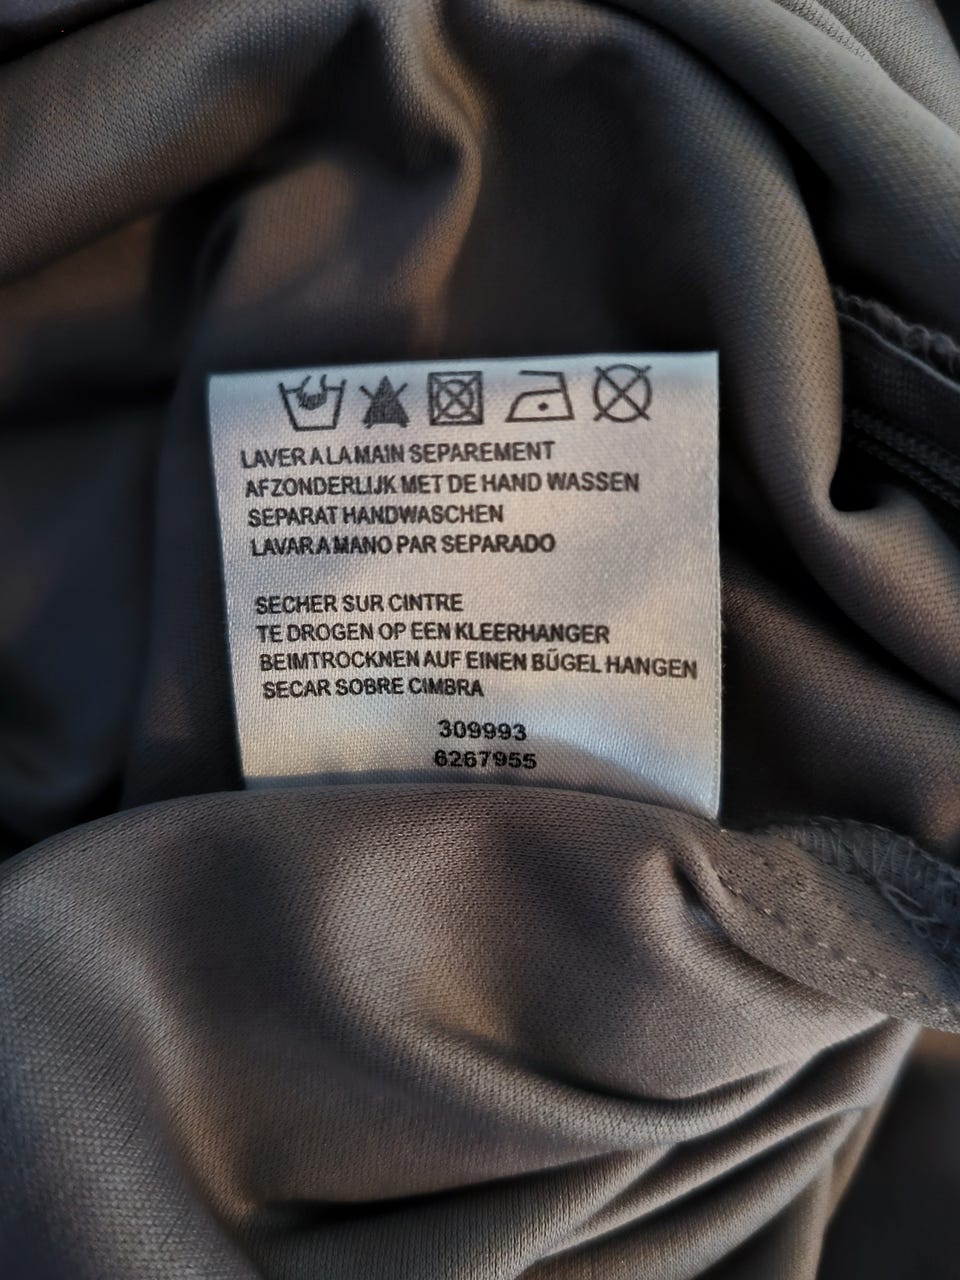 LAVER A LA MAIN SEPAREMENT
AFZONDERLIJK MET DE HAND WASSEN
SEPARAT HANDWASCHEN
LAVAR A MANO PAR SEPARADO
SECHER SUR CINTRE
TE DROGEN OP EEN KLEERHANGER
BEIMTROCKNEN AUF EINEN BÜGEL HANGEN
SECAR SOBRE CIMBRA
309993
6267955